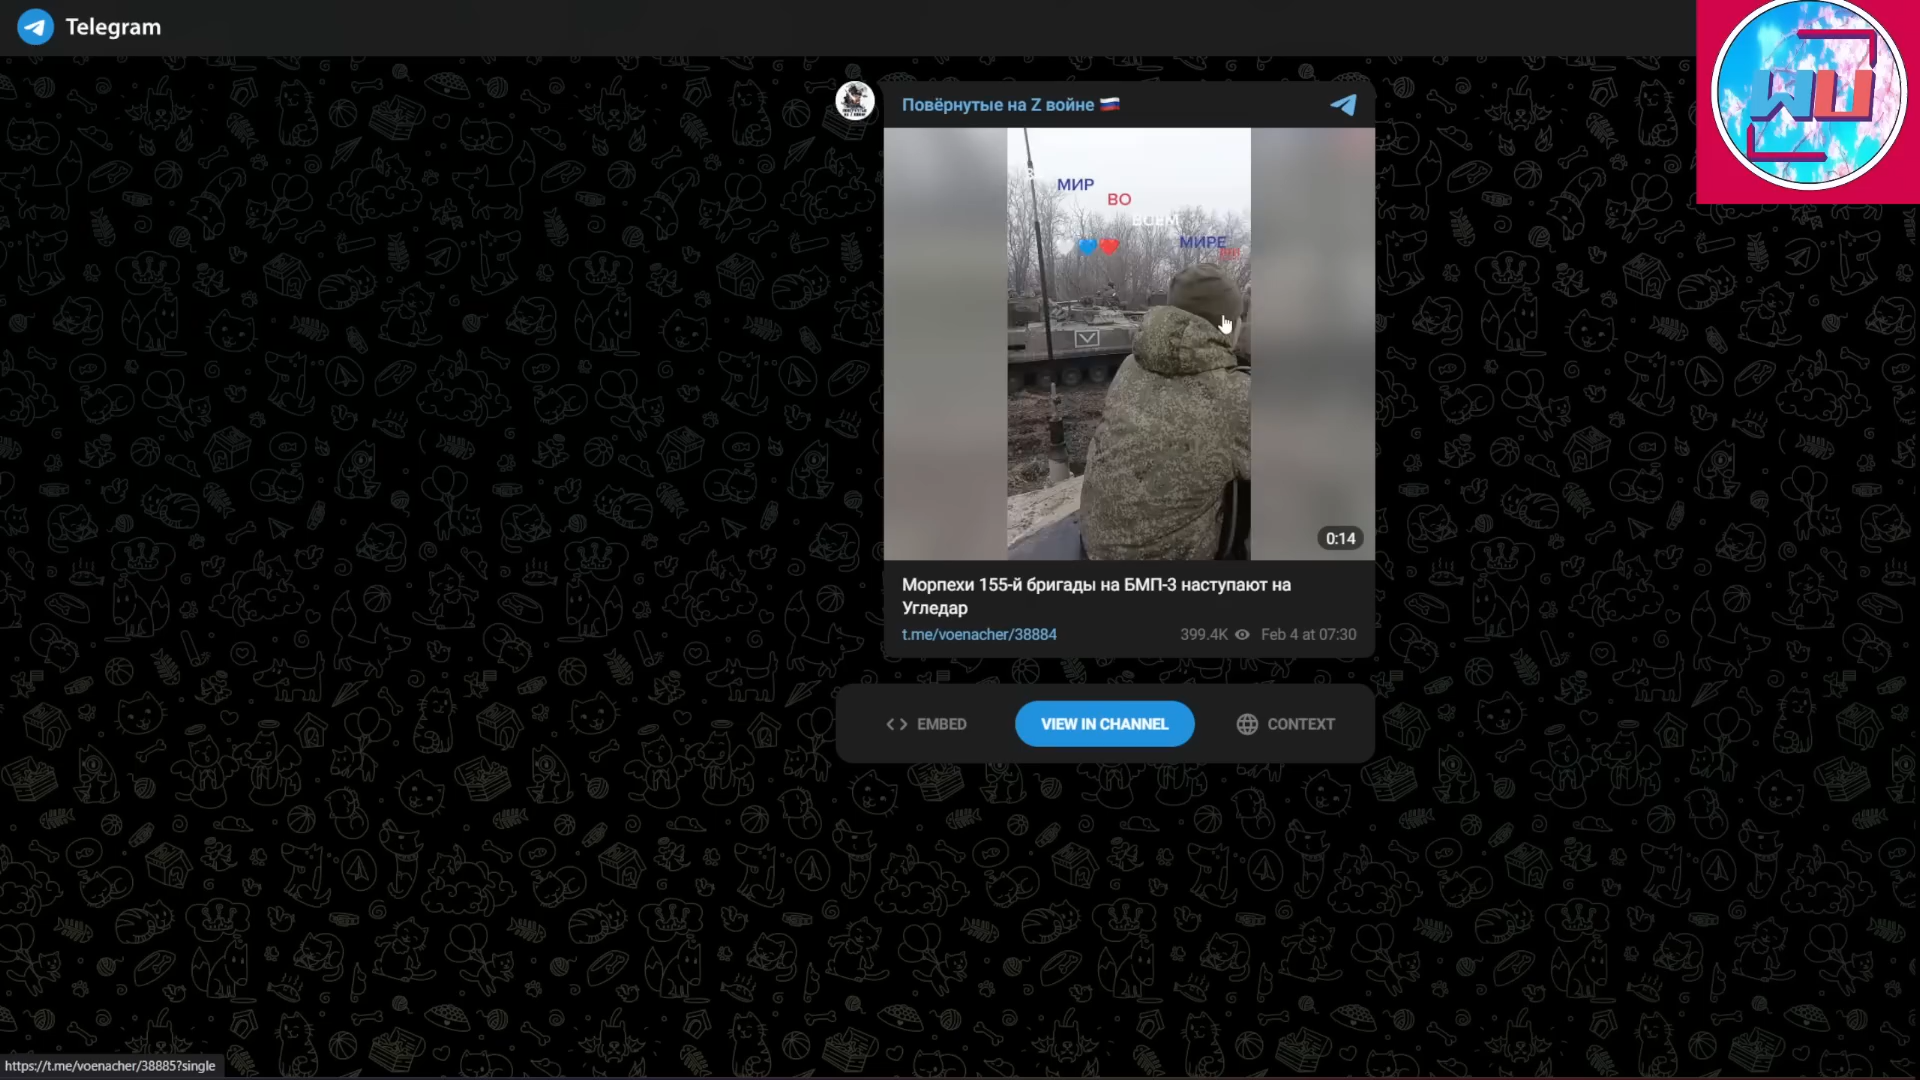 Telegram
WU
Повёрнутые на Z войне
МИР
ВО
ВСЕМ
МИРЕ
0:14
Морпехи 155-й бригады на БМП-3 наступают на
Угледар
t.me/voenacher/38884 399.4K Feb 4 at 07:30
EMBED VIEW IN CHANNEL CONTEXT
https://t.me/voenacher/38885?single